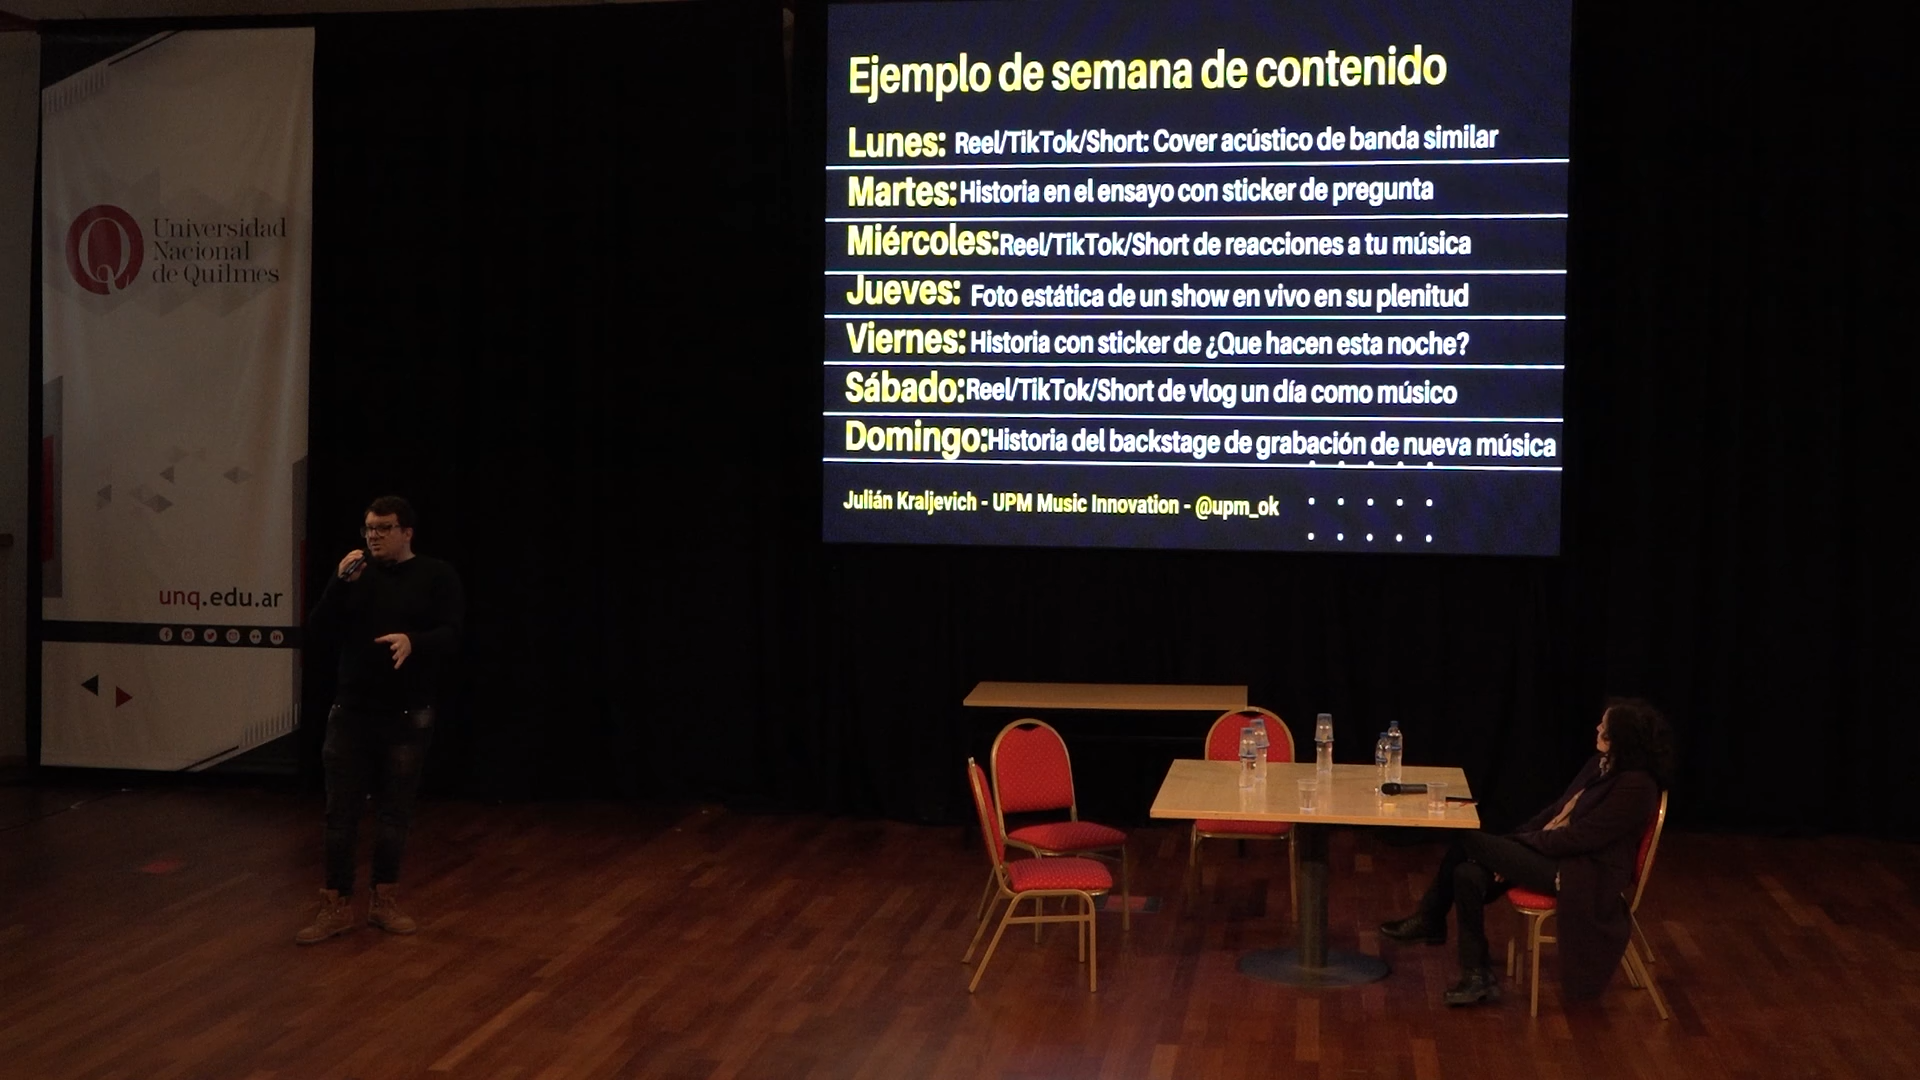 Universidad
Nacional
de Quilmes
unq.edu.ar
Ejemplo de semana de contenido
Lunes: Reel/TikTok/Short: Cover acústico de banda similar
Martes: Historia en el ensayo con sticker de pregunta
Miércoles: Reel/TikTok/Short de reacciones a tu música
Jueves: Foto estática de un show en vivo en su plenitud
Viernes: Historia con sticker de ¿Que hacen esta noche?
Sábado: Reel/TikTok/Short de vlog un día como músico
Domingo: Historia del backstage de grabación de nueva música
Julián Kraljevich - UPM Music Innovation - @upm_ok